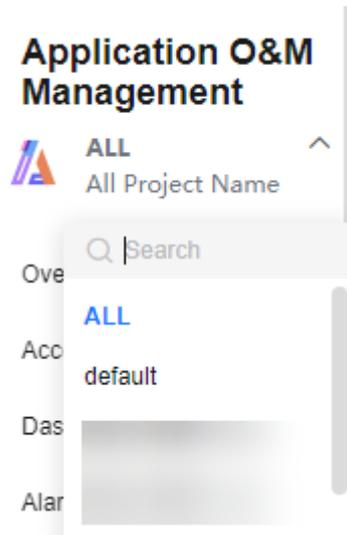 Application O&M
Management
ALL
All Project Name
Search
Ove
ALL
Acc
default
Das
Alar